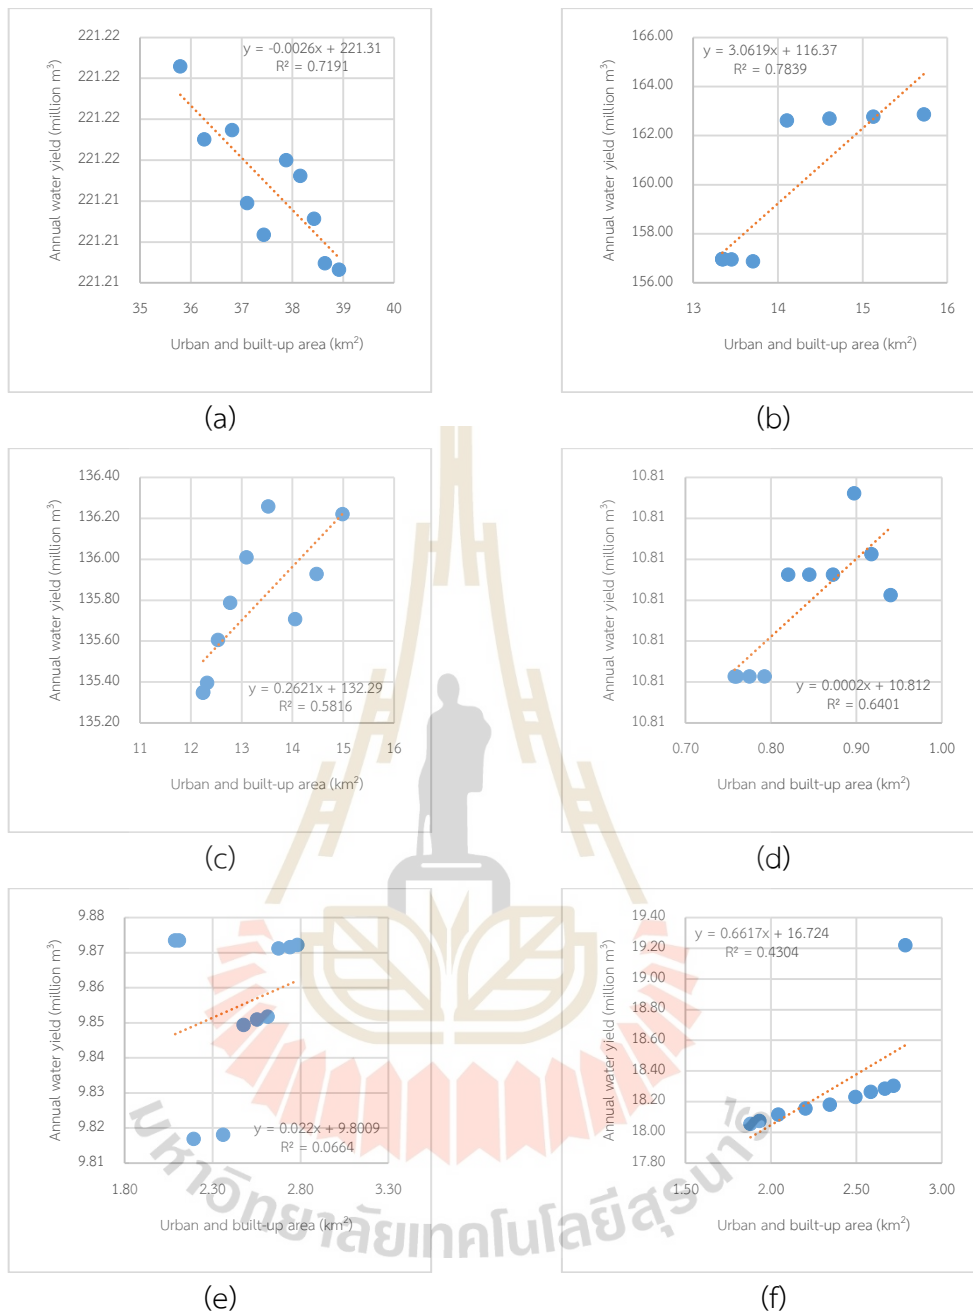 221.22
221.22
221.22
221.22
221.21
221.21
221.21
35 36 37 38 39 40
y = -0.0026x + 221.31
R² = 0.7191
Annual water yield (million m³)
Urban and built-up area (km²)
(a)
166.00
164.00
162.00
160.00
158.00
156.00
13 14 15 16
y = 3.0619x + 116.37
R² = 0.7839
Annual water yield (million m³)
Urban and built-up area (km²)
(b)
136.40
136.20
136.00
135.80
135.60
135.40
135.20
11 12 13 14 15 16
y = 0.2621x + 132.29
R² = 0.5816
Annual water yield (million m³)
Urban and built-up area (km²)
(c)
10.81
10.81
10.81
10.81
10.81
10.81
10.81
0.70 0.80 0.90 1.00
y = 0.0002x + 10.812
R² = 0.6401
Annual water yield (million m³)
Urban and built-up area (km²)
(d)
9.88
9.87
9.86
9.85
9.84
9.83
9.82
9.81
1.80 2.30 2.80 3.30
y = 0.022x + 9.8009
R² = 0.0664
Annual water yield (million m³)
Urban and built-up area (km²)
(e)
19.40
19.20
19.00
18.80
18.60
18.40
18.20
18.00
17.80
1.50 2.00 2.50 3.00
y = 0.6617x + 16.724
R² = 0.4304
Annual water yield (million m³)
Urban and built-up area (km²)
(f)
มหาวิทยาลัยเทคโนโลยีสุรนารี